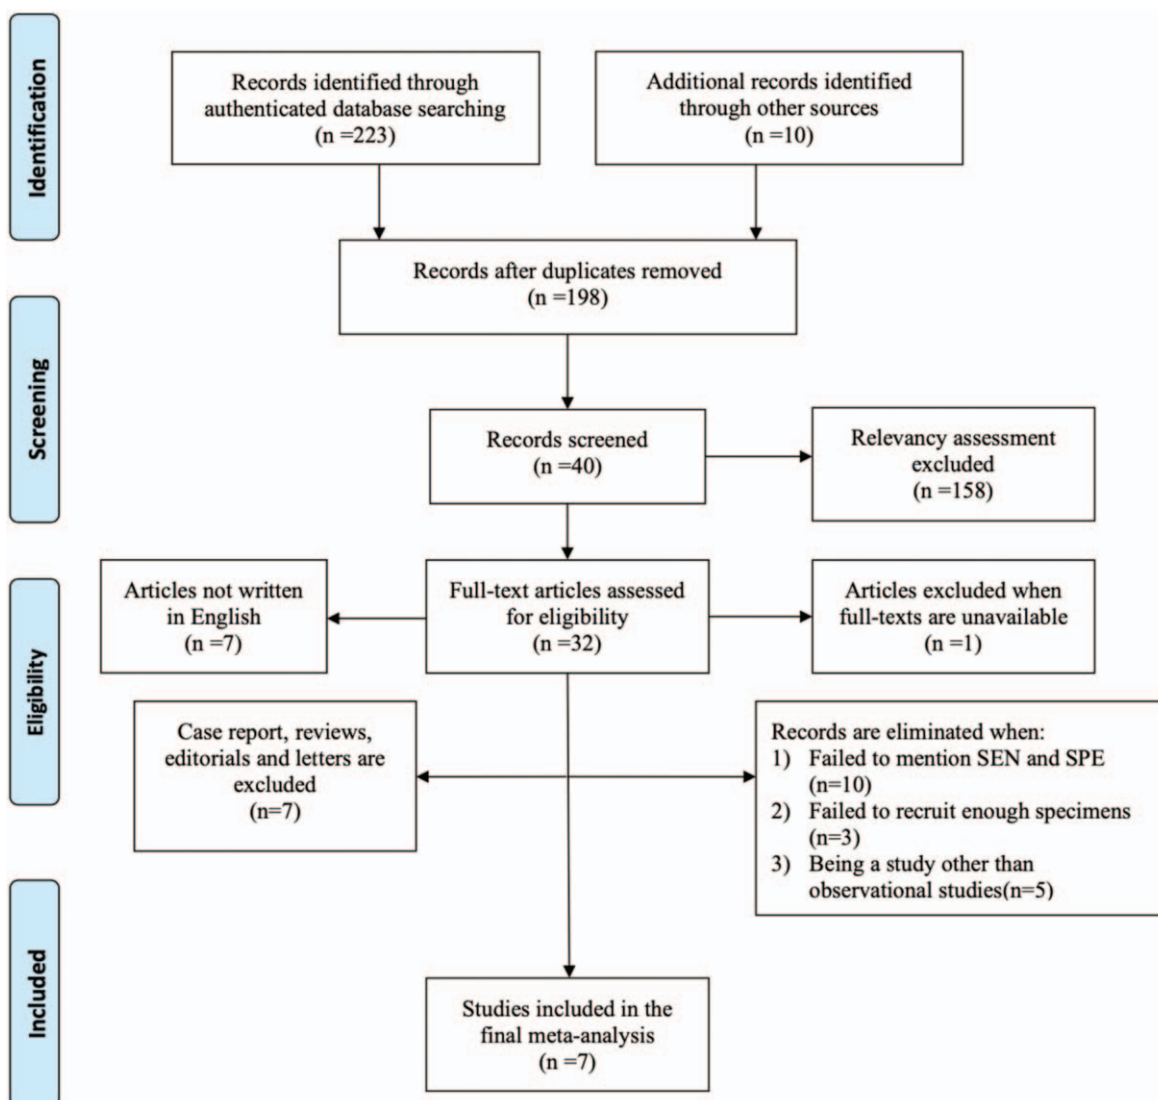 Identification
Records identified through
authenticated database searching
(n =223)
Additional records identified
through other sources
(n =10)
Records after duplicates removed
(n =198)
Screening
Records screened
(n =40)
Relevancy assessment
excluded
(n =158)
Eligibility
Articles not written
in English
(n =7)
Full-text articles assessed
for eligibility
(n =32)
Articles excluded when
full-texts are unavailable
(n =1)
Case report, reviews,
editorials and letters are
excluded
(n=7)
Records are eliminated when:
1) Failed to mention SEN and SPE
(n=10)
2) Failed to recruit enough specimens
(n=3)
3) Being a study other than
observational studies(n=5)
Included
Studies included in the
final meta-analysis
(n =7)